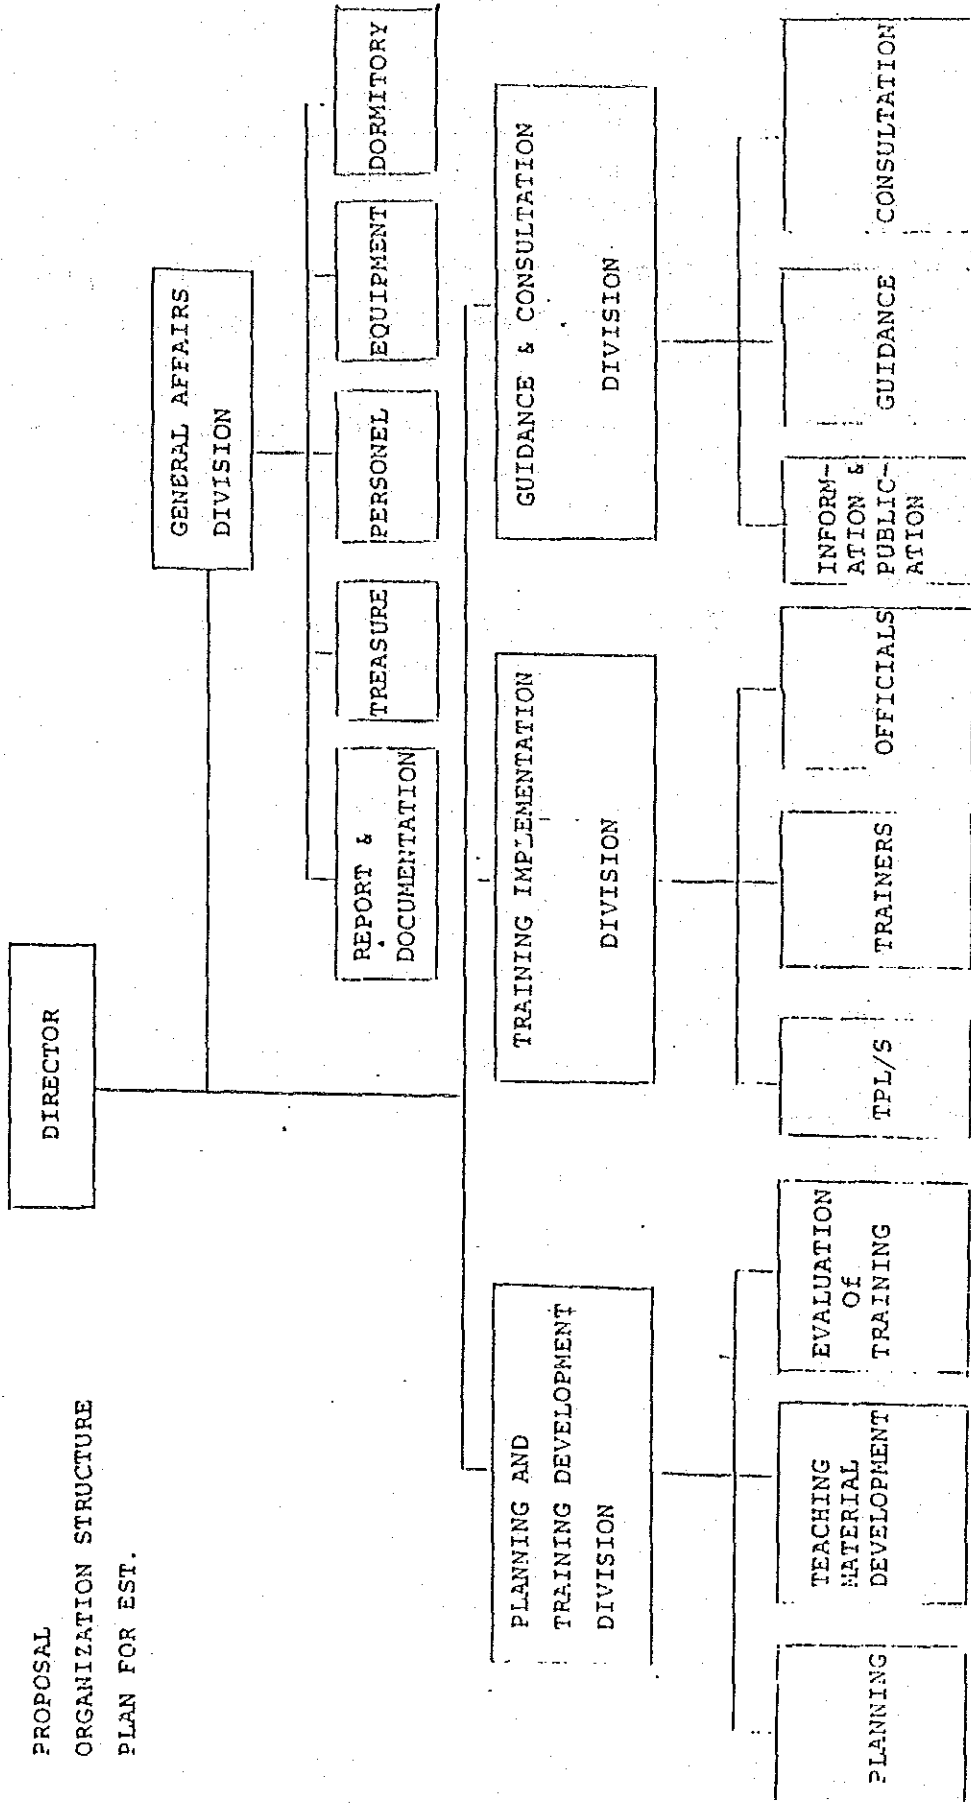 PROPOSAL
ORGANIZATION STRUCTURE
PLAN FOR EST.
DIRECTOR
GENERAL AFFAIRS
DIVISION
REPORT &
DOCUMENTATION
TREASURE
PERSONEL
EQUIPMENT
DORMITORY
PLANNING AND
TRAINING DEVELOPMENT
DIVISION
TRAINING IMPLEMENTATION
DIVISION
GUIDANCE & CONSULTATION
DIVISION
PLANNING
TEACHING
MATERIAL
DEVELOPMENT
EVALUATION
Of
TRAINING
TPL/S
TRAINERS
OFFICIALS
INFORM-
ATION &
PUBLIC-
ATION
GUIDANCE
CONSULTATION